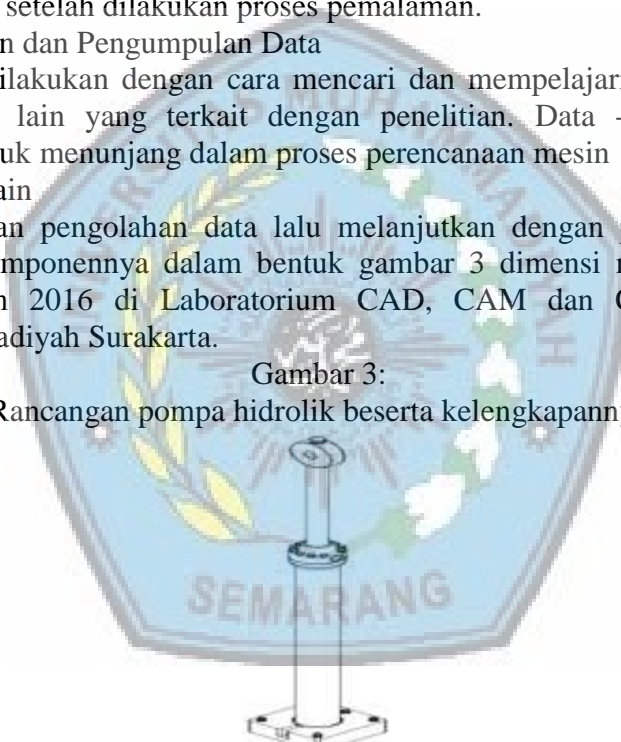 setelah dilakukan proses pemalaman.
n dan Pengumpulan Data
ilakukan dengan cara mencari dan mempelajari
lain yang terkait dengan penelitian. Data -
uk menunjang dalam proses perencanaan mesin
ain
an pengolahan data lalu melanjutkan dengan
mponennya dalam bentuk gambar 3 dimensi
2016 di Laboratorium CAD, CAM dan
adiyah Surakarta.
Gambar 3:
Rancangan pompa hidrolik beserta kelengkapann
SEMARANG